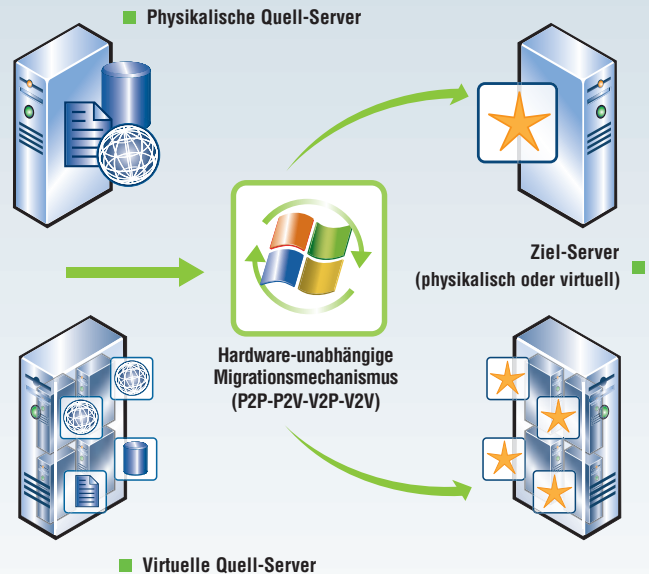 Physikalische Quell-Server
Ziel-Server
(physikalisch oder virtuell)
Hardware-unabhängige
Migrationsmechanismus
(P2P-P2V-V2P-V2V)
Virtuelle Quell-Server